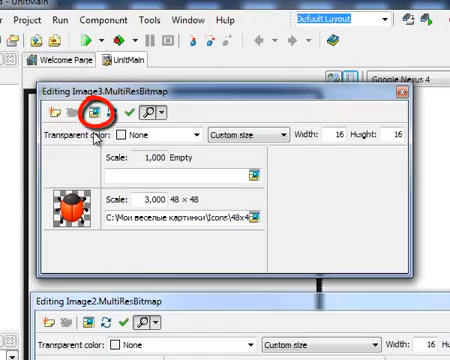 Project Run Component Tools Window Help
Default Layout
Welcome Page UnitMain
Google Nexus 4
Editing Image3.MultiResBitmap
Transparent color: None Custom size Width: 16 Height: 16
Scale: 1,000 Empty
Scale: 3,000 48 × 48
C:\Мои веселые картинки\Icons\48x4
Editing Image2.MultiResBitmap
Transparent color: None Custom size Width: 16 Height: 16